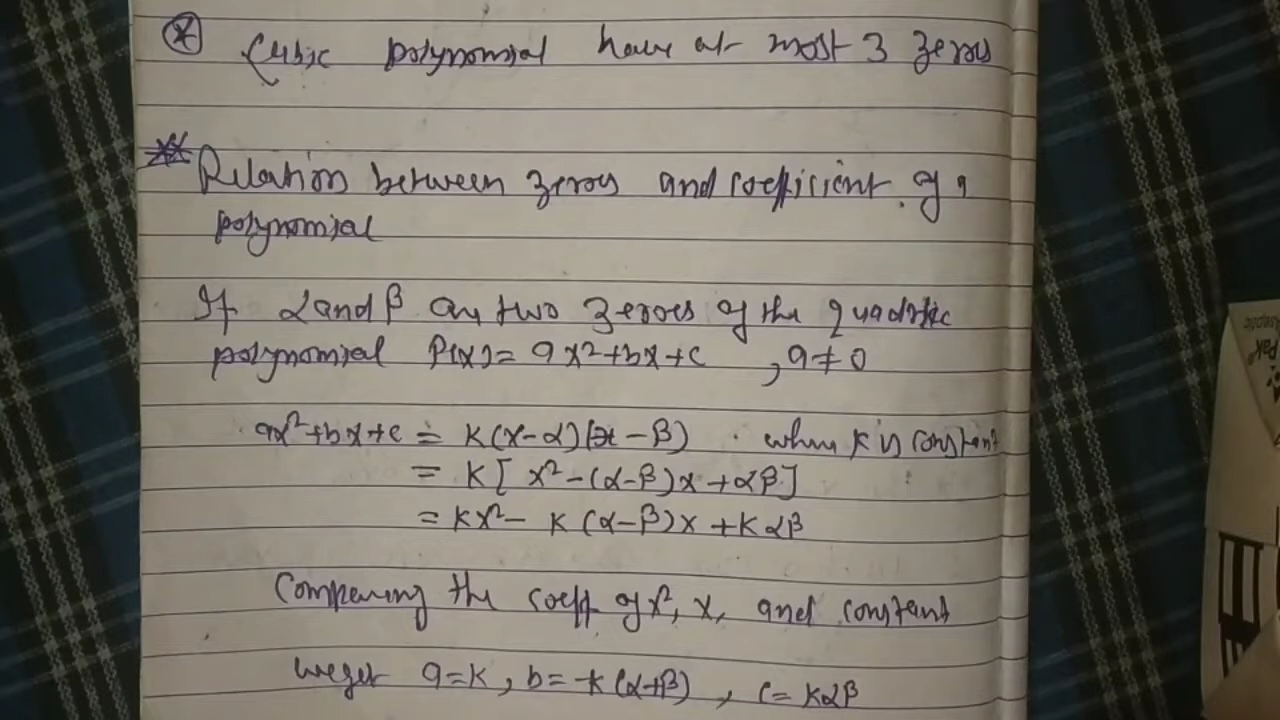 * Cubic polynomial have at most 3 zeros
** Relation between zeros and coefficient of a
polynomial
If α and β are two zeroes of the quadratic
polynomial P(x) = ax²+bx+c , a≠0
ax²+bx+c = K(x-α)(x-β) . when K is constant
= K[x²-(α-β)x+αβ]
= Kx²- K(α-β)x+Kαβ
Comparing the coeff of x², x, and constant
we get a=K, b=-K(α+β), c=Kαβ